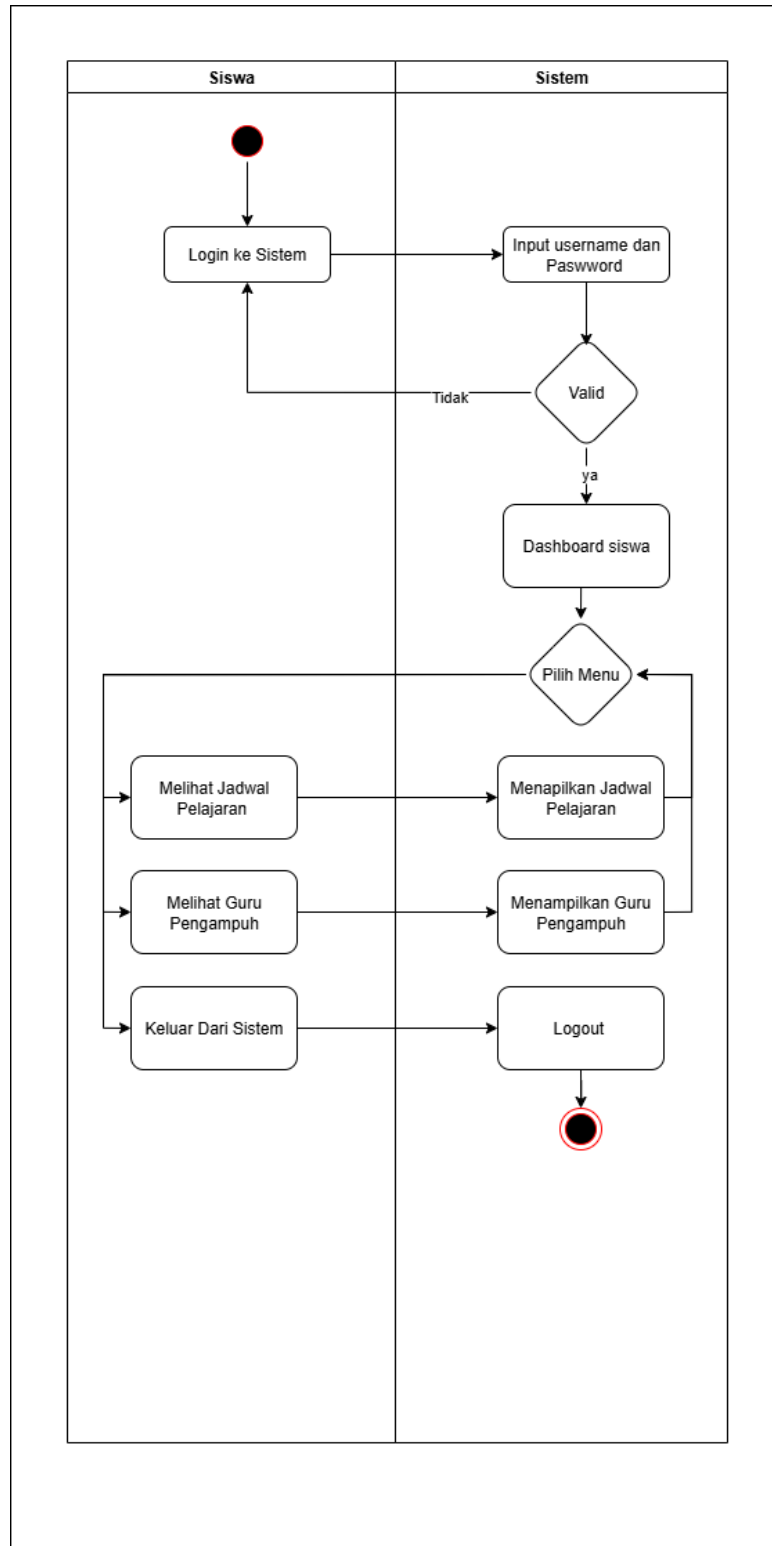 Siswa
Sistem
Login ke Sistem
Input username dan
Paswword
Valid
Tidak
ya
Dashboard siswa
Pilih Menu
Melihat Jadwal
Pelajaran
Menapilkan Jadwal
Pelajaran
Melihat Guru
Pengampuh
Menampilkan Guru
Pengampuh
Keluar Dari Sistem
Logout